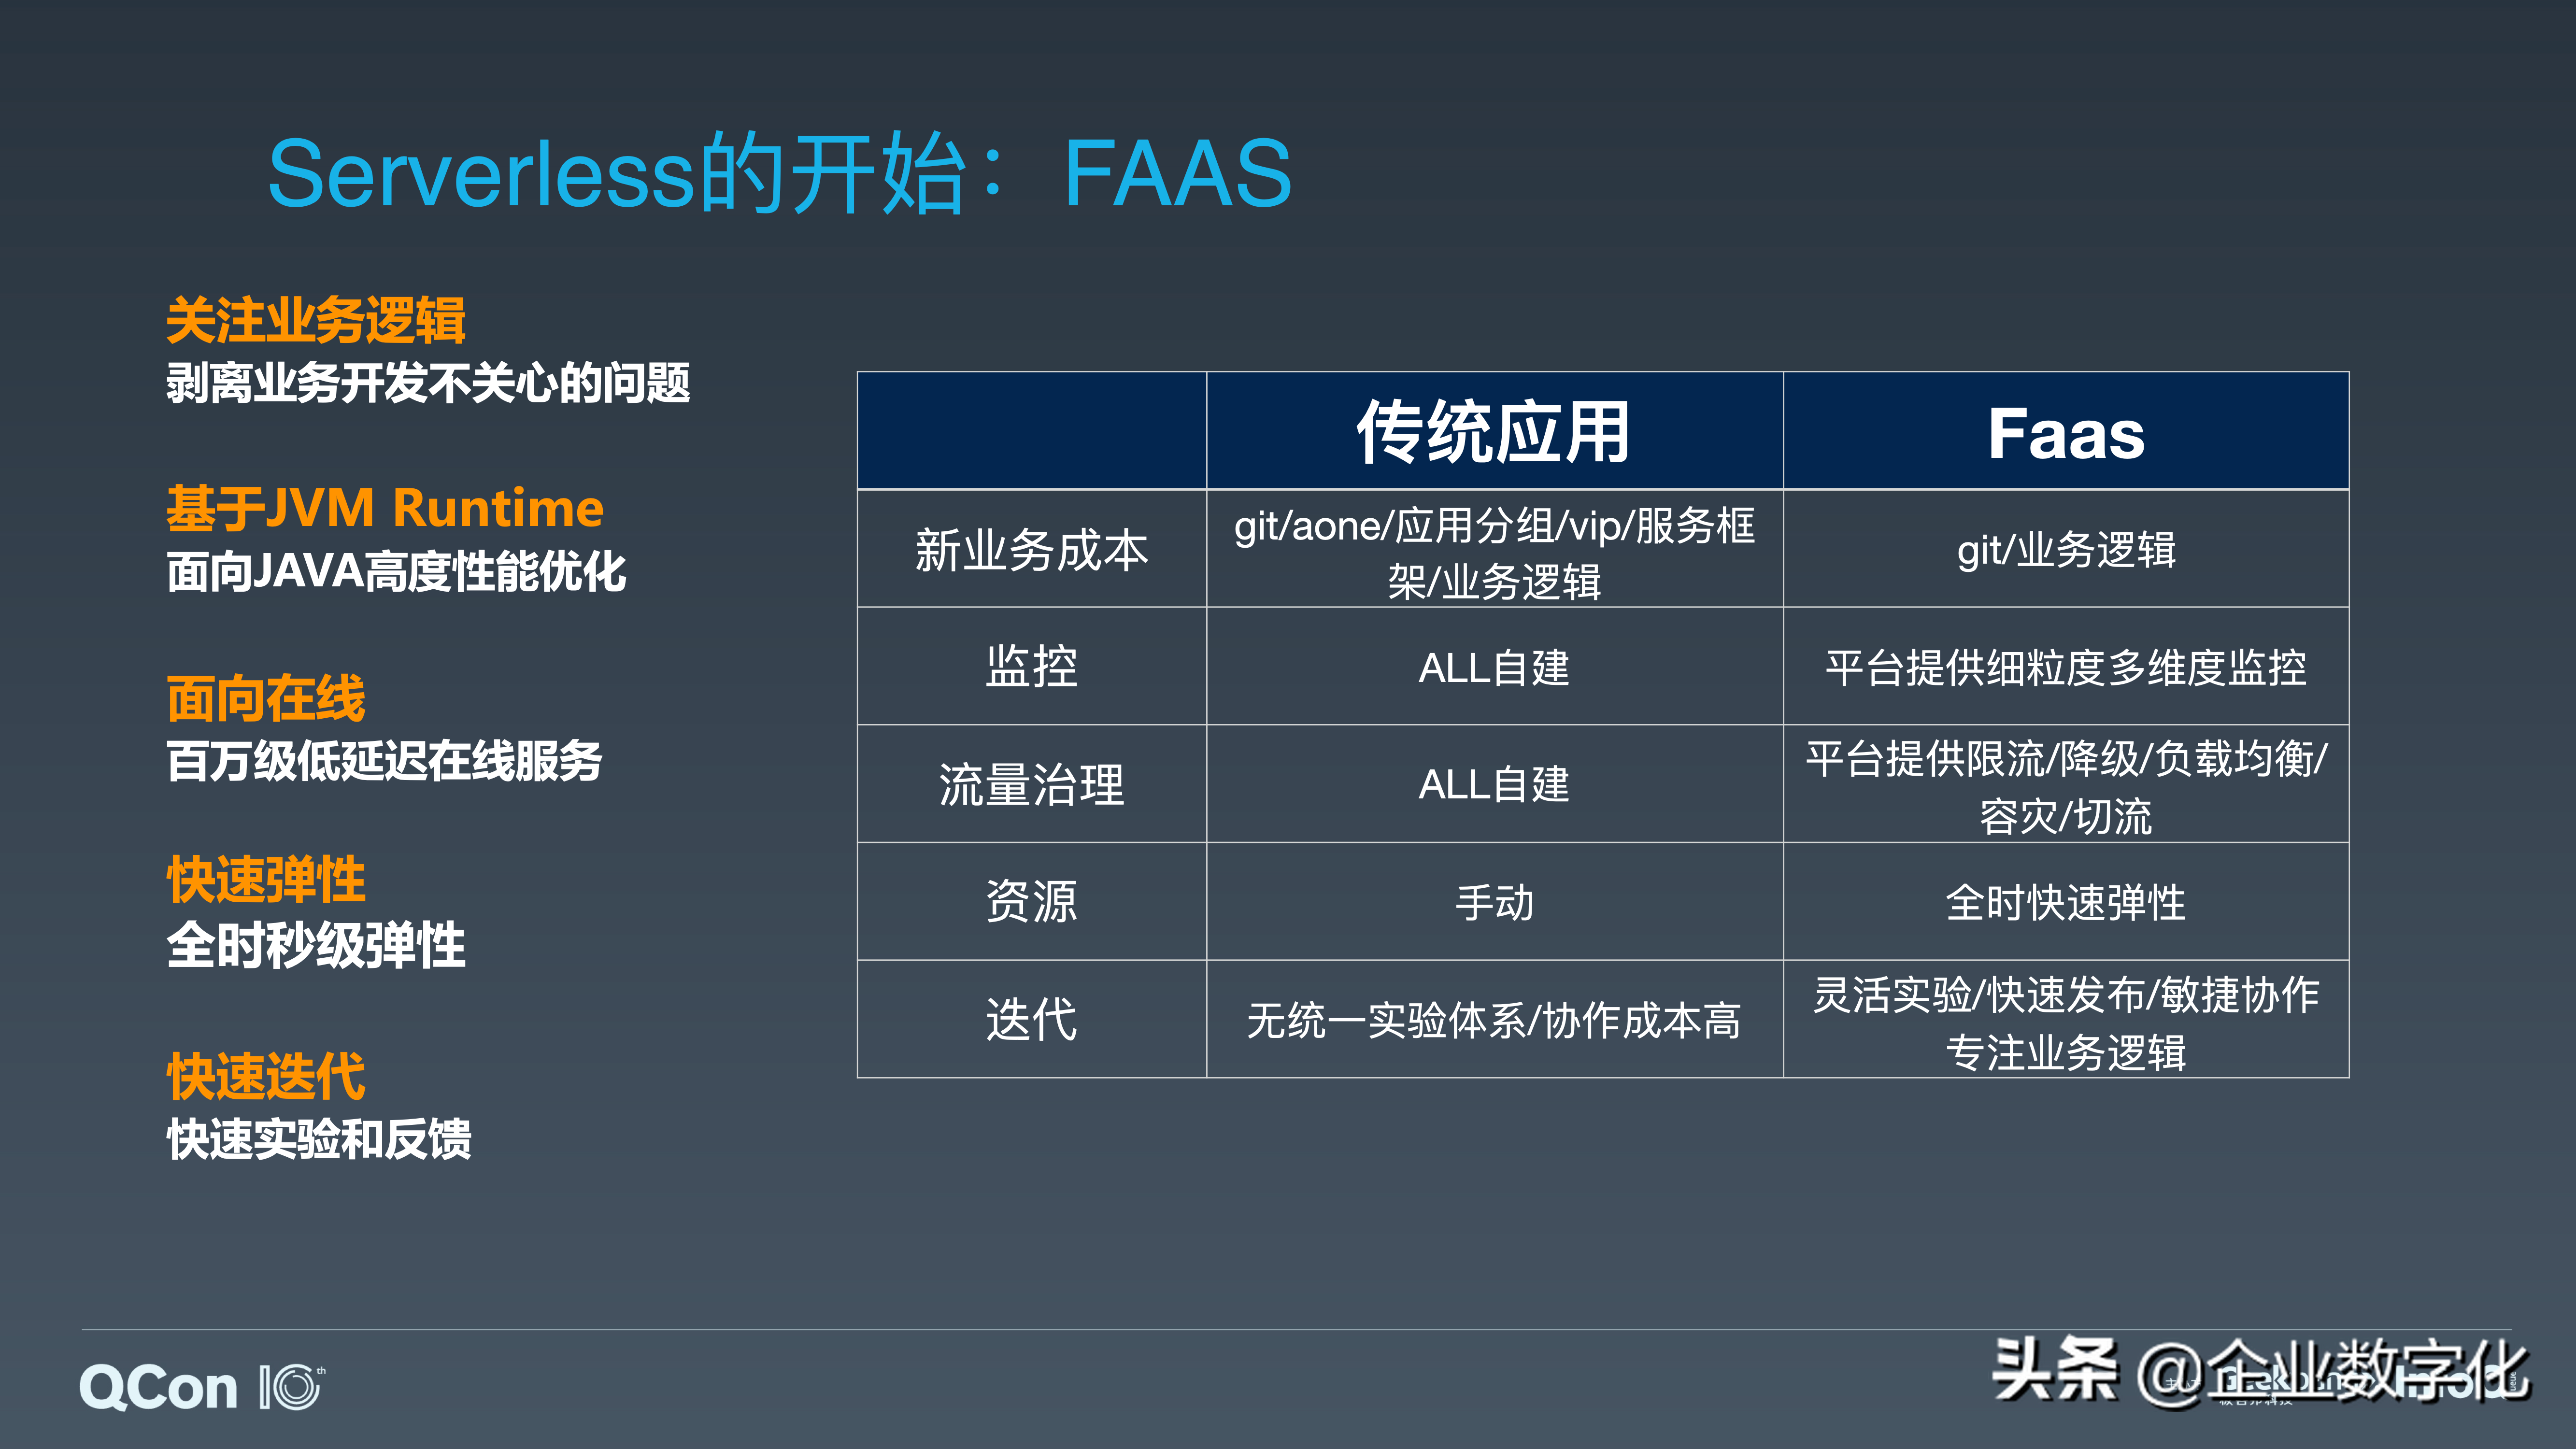 Serverless的开始：FAAS
关注业务逻辑
剥离业务开发不关心的问题
基于JVM Runtime
面向JAVA高度性能优化
面向在线
百万级低延迟在线服务
快速弹性
全时秒级弹性
快速迭代
快速实验和反馈
传统应用 Faas
新业务成本
git/aone/应用分组/vip/服务框
架/业务逻辑
git/业务逻辑
监控 ALL自建 平台提供细粒度多维度监控
流量治理 ALL自建
平台提供限流/降级/负载均衡/
容灾/切流
资源 手动 全时快速弹性
迭代 无统一实验体系/协作成本高
灵活实验/快速发布/敏捷协作
专注业务逻辑
QCon 10th
头条 @企业数字化